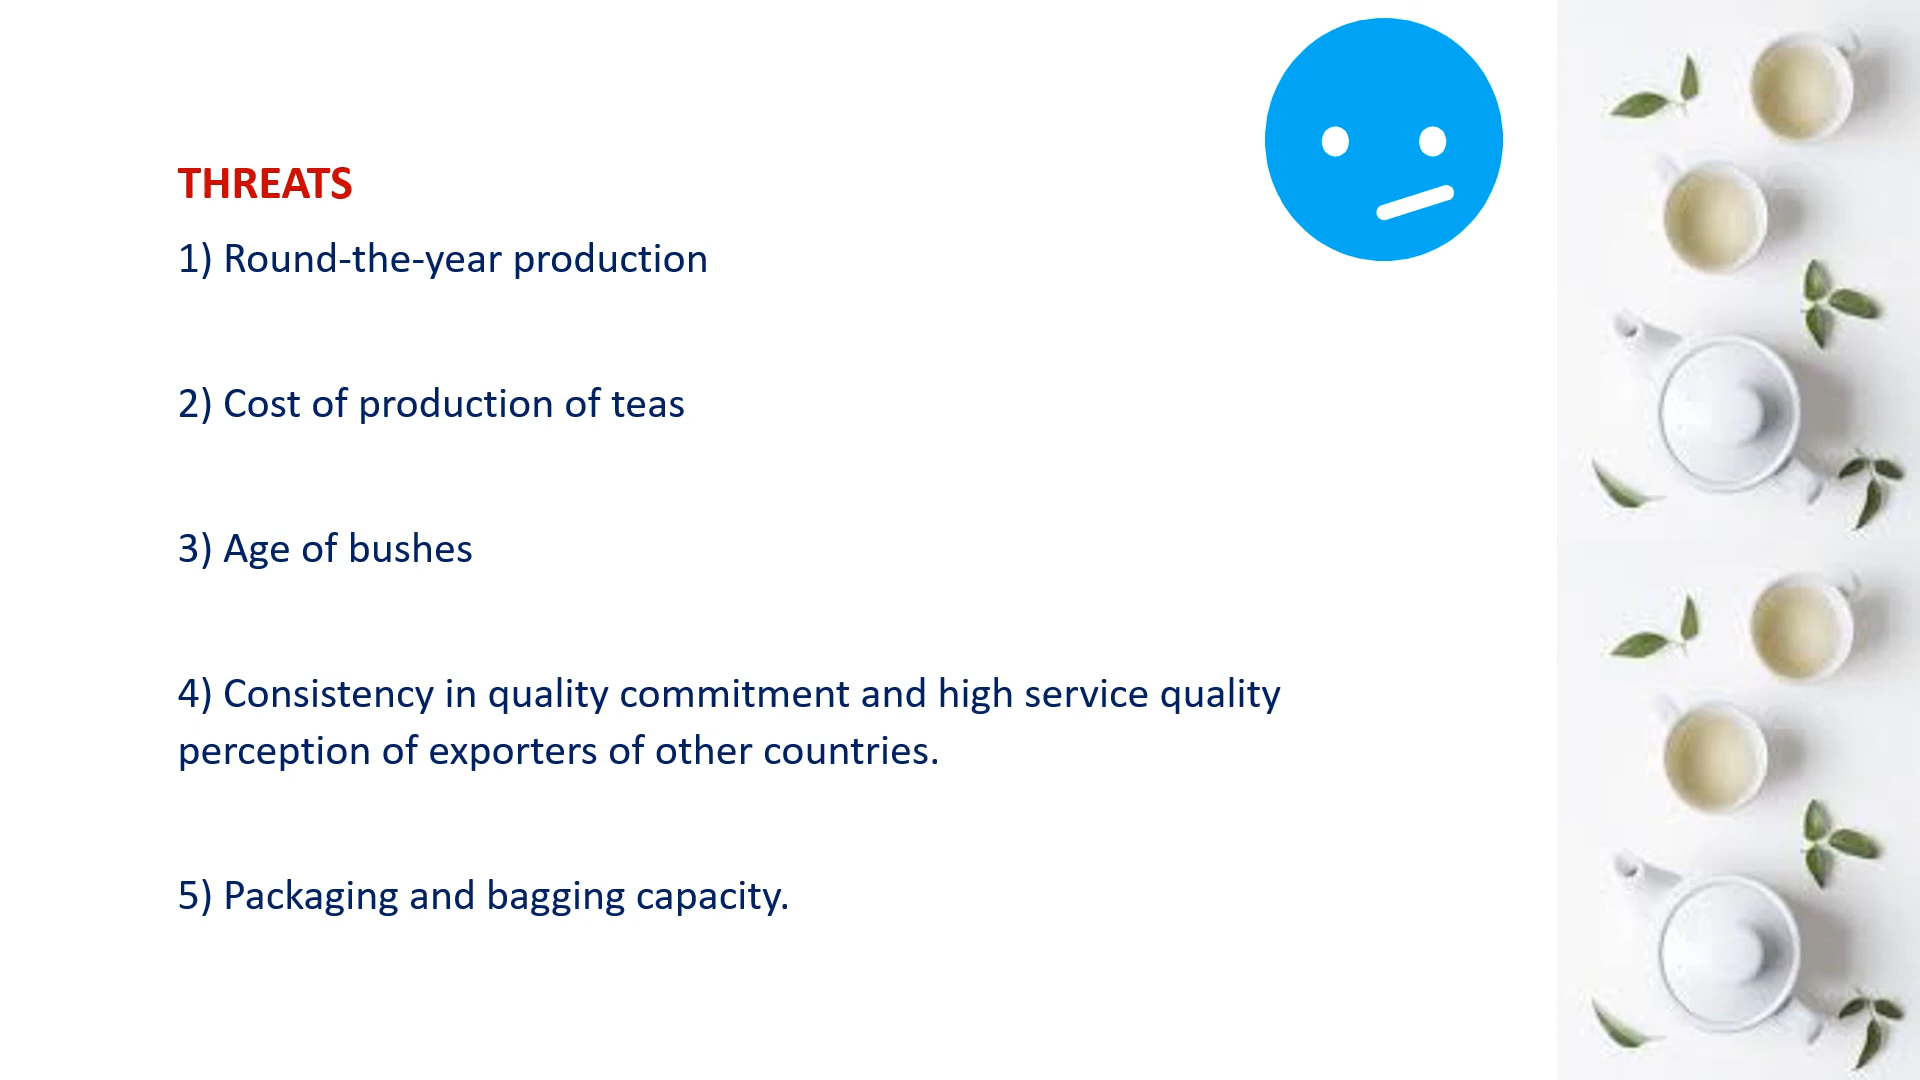 THREATS
1) Round-the-year production
2) Cost of production of teas
3) Age of bushes
4) Consistency in quality commitment and high service quality
perception of exporters of other countries.
5) Packaging and bagging capacity.